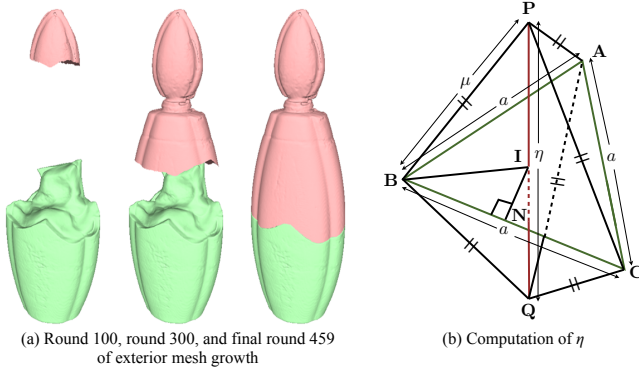 P
A
μ
a
I
η
a
B
N
a
C
Q
(a) Round 100, round 300, and final round 459
of exterior mesh growth
(b) Computation of η